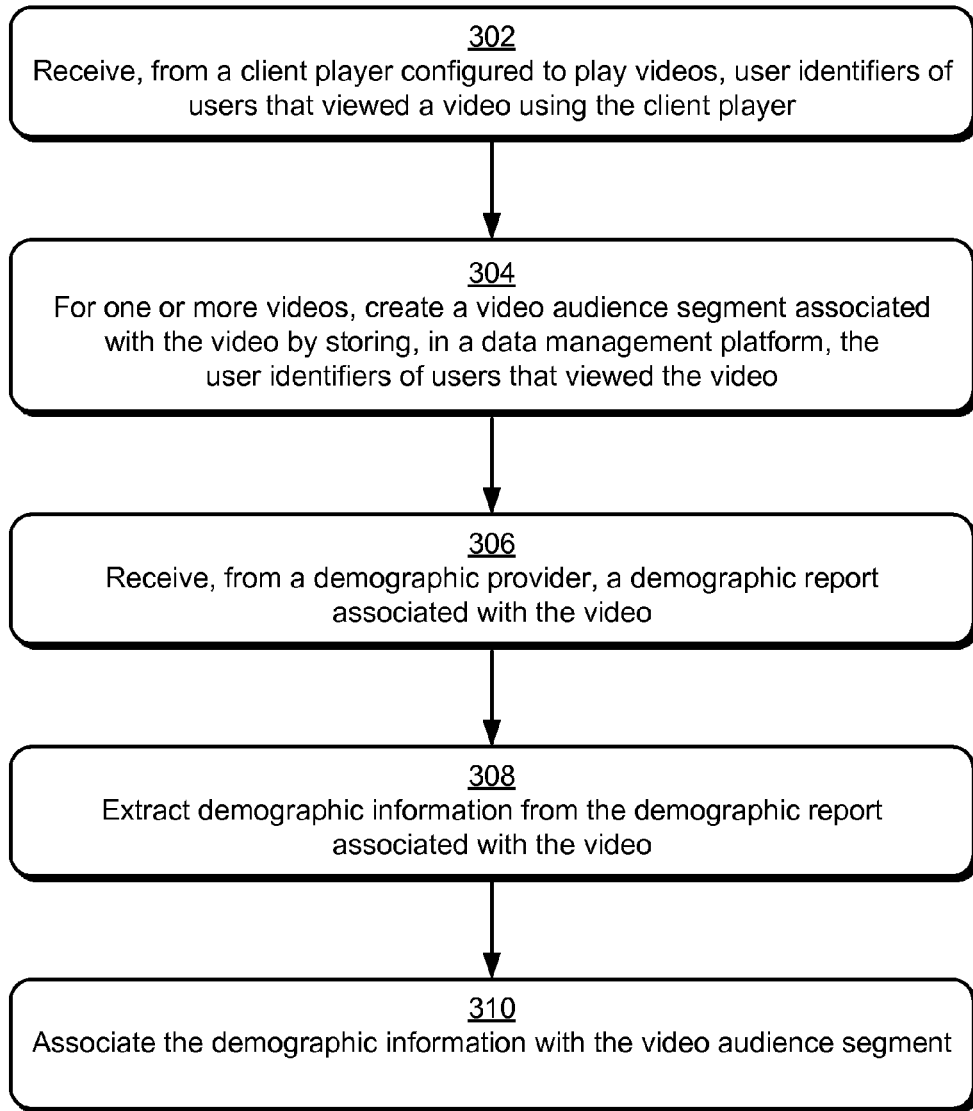 302
Receive, from a client player configured to play videos, user identifiers of
users that viewed a video using the client player
304
For one or more videos, create a video audience segment associated
with the video by storing, in a data management platform, the
user identifiers of users that viewed the video
306
Receive, from a demographic provider, a demographic report
associated with the video
308
Extract demographic information from the demographic report
associated with the video
310
Associate the demographic information with the video audience segment